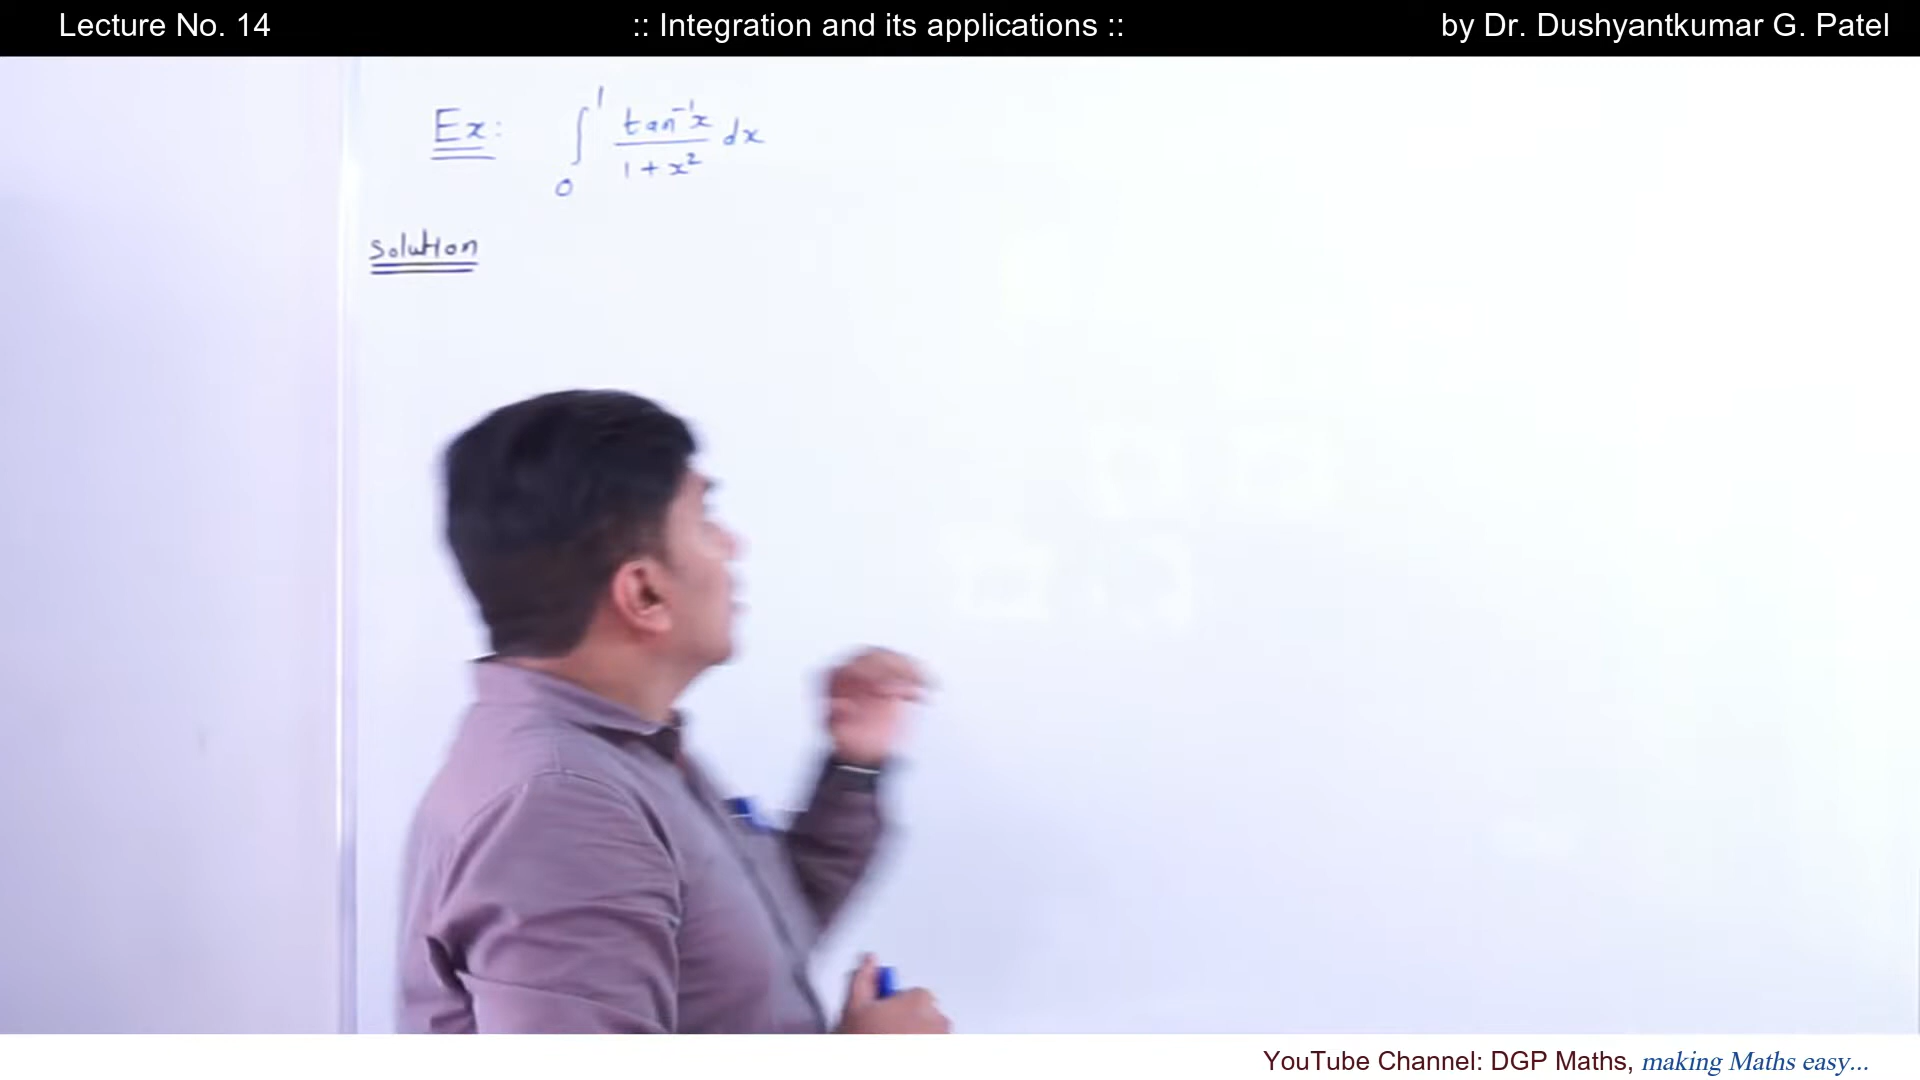 Lecture No. 14 :: Integration and its applications :: by Dr. Dushyantkumar G. Patel
Ex: ∫₀¹ tan⁻¹x / 1 + x² dx
Solution
YouTube Channel: DGP Maths, making Maths easy...